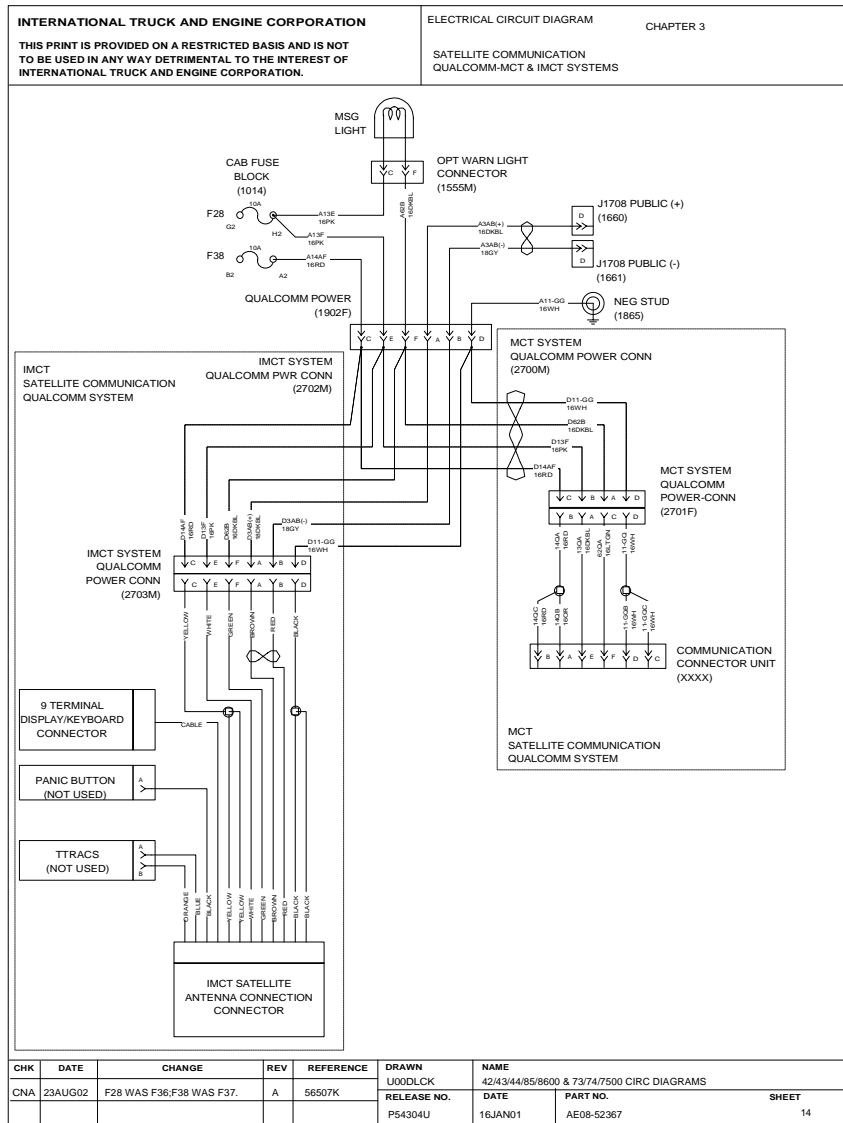 INTERNATIONAL TRUCK AND ENGINE CORPORATION
THIS PRINT IS PROVIDED ON A RESTRICTED BASIS AND IS NOT
TO BE USED IN ANY WAY DETRIMENTAL TO THE INTEREST OF
INTERNATIONAL TRUCK AND ENGINE CORPORATION.
ELECTRICAL CIRCUIT DIAGRAM
CHAPTER 3
SATELLITE COMMUNICATION
QUALCOMM-MCT & IMCT SYSTEMS
MSG
LIGHT
C F
OPT WARN LIGHT
CONNECTOR
(1555M)
CAB FUSE
BLOCK
(1014)
F28
10A
G2
H2
F38
10A
B2
A2
A13E
16PK
A13F
16PK
A14AF
16RD
A62B
16DKBL
A3AB(+)
16DKBL
A3AB(-)
18GY
D
J1708 PUBLIC (+)
(1660)
D
J1708 PUBLIC (-)
(1661)
A11-GG
16WH
NEG STUD
(1865)
QUALCOMM POWER
(1902F)
C E F A B D
IMCT
SATELLITE COMMUNICATION
QUALCOMM SYSTEM
IMCT SYSTEM
QUALCOMM PWR CONN
(2702M)
MCT SYSTEM
QUALCOMM POWER CONN
(2700M)
D11-GG
16WH
D62B
16DKBL
D13F
16PK
D14AF
16RD
MCT SYSTEM
QUALCOMM
POWER-CONN
(2701F)
C B A D
B A C D
14QA
16RD
13QA
16DKBL
62QA
16LTGN
11-GQ
16WH
14QC
16RD
14QB
16OR
11-GQB
16WH
11-GQC
16WH
B A E F D C
COMMUNICATION
CONNECTOR UNIT
(XXXX)
MCT
SATELLITE COMMUNICATION
QUALCOMM SYSTEM
D14AF
16RD
D13F
16PK
D62B
16DKBL
D3AB(+)
18DKBL
D3AB(-)
18GY
D11-GG
16WH
IMCT SYSTEM
QUALCOMM
POWER CONN
(2703M)
C E F A B D
C E F A B D
YELLOW
WHITE
GREEN
BROWN
RED
BLACK
9 TERMINAL
DISPLAY/KEYBOARD
CONNECTOR
CABLE
PANIC BUTTON
(NOT USED)
A
TTRACS
(NOT USED)
A
B
ORANGE
BLUE
BLACK
YELLOW
YELLOW
WHITE
GREEN
BROWN
RED
BLACK
BLACK
IMCT SATELLITE
ANTENNA CONNECTION
CONNECTOR
CHK DATE CHANGE REV REFERENCE
CNA 23AUG02 F28 WAS F36;F38 WAS F37. A 56507K
DRAWN
U00DLCK
NAME
42/43/44/85/8600 & 73/74/7500 CIRC DIAGRAMS
RELEASE NO.
P54304U
DATE
16JAN01
PART NO.
AE08-52367
SHEET
14